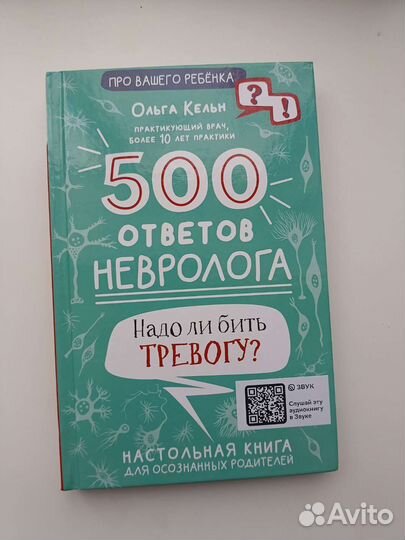 ПРО ВАШЕГО РЕБЁНКА
? !
Ольга Кельн
ПРАКТИКУЮЩИЙ ВРАЧ,
БОЛЕЕ 10 ЛЕТ ПРАКТИКИ
500
ОТВЕТОВ
НЕВРОЛОГА
Надо ли бить
ТРЕВОГУ?
ЗВУК
Слушай эту
аудиокнигу
в Звуке
НАСТОЛЬНАЯ КНИГА
ДЛЯ ОСОЗНАННЫХ РОДИТЕЛЕЙ
Avito